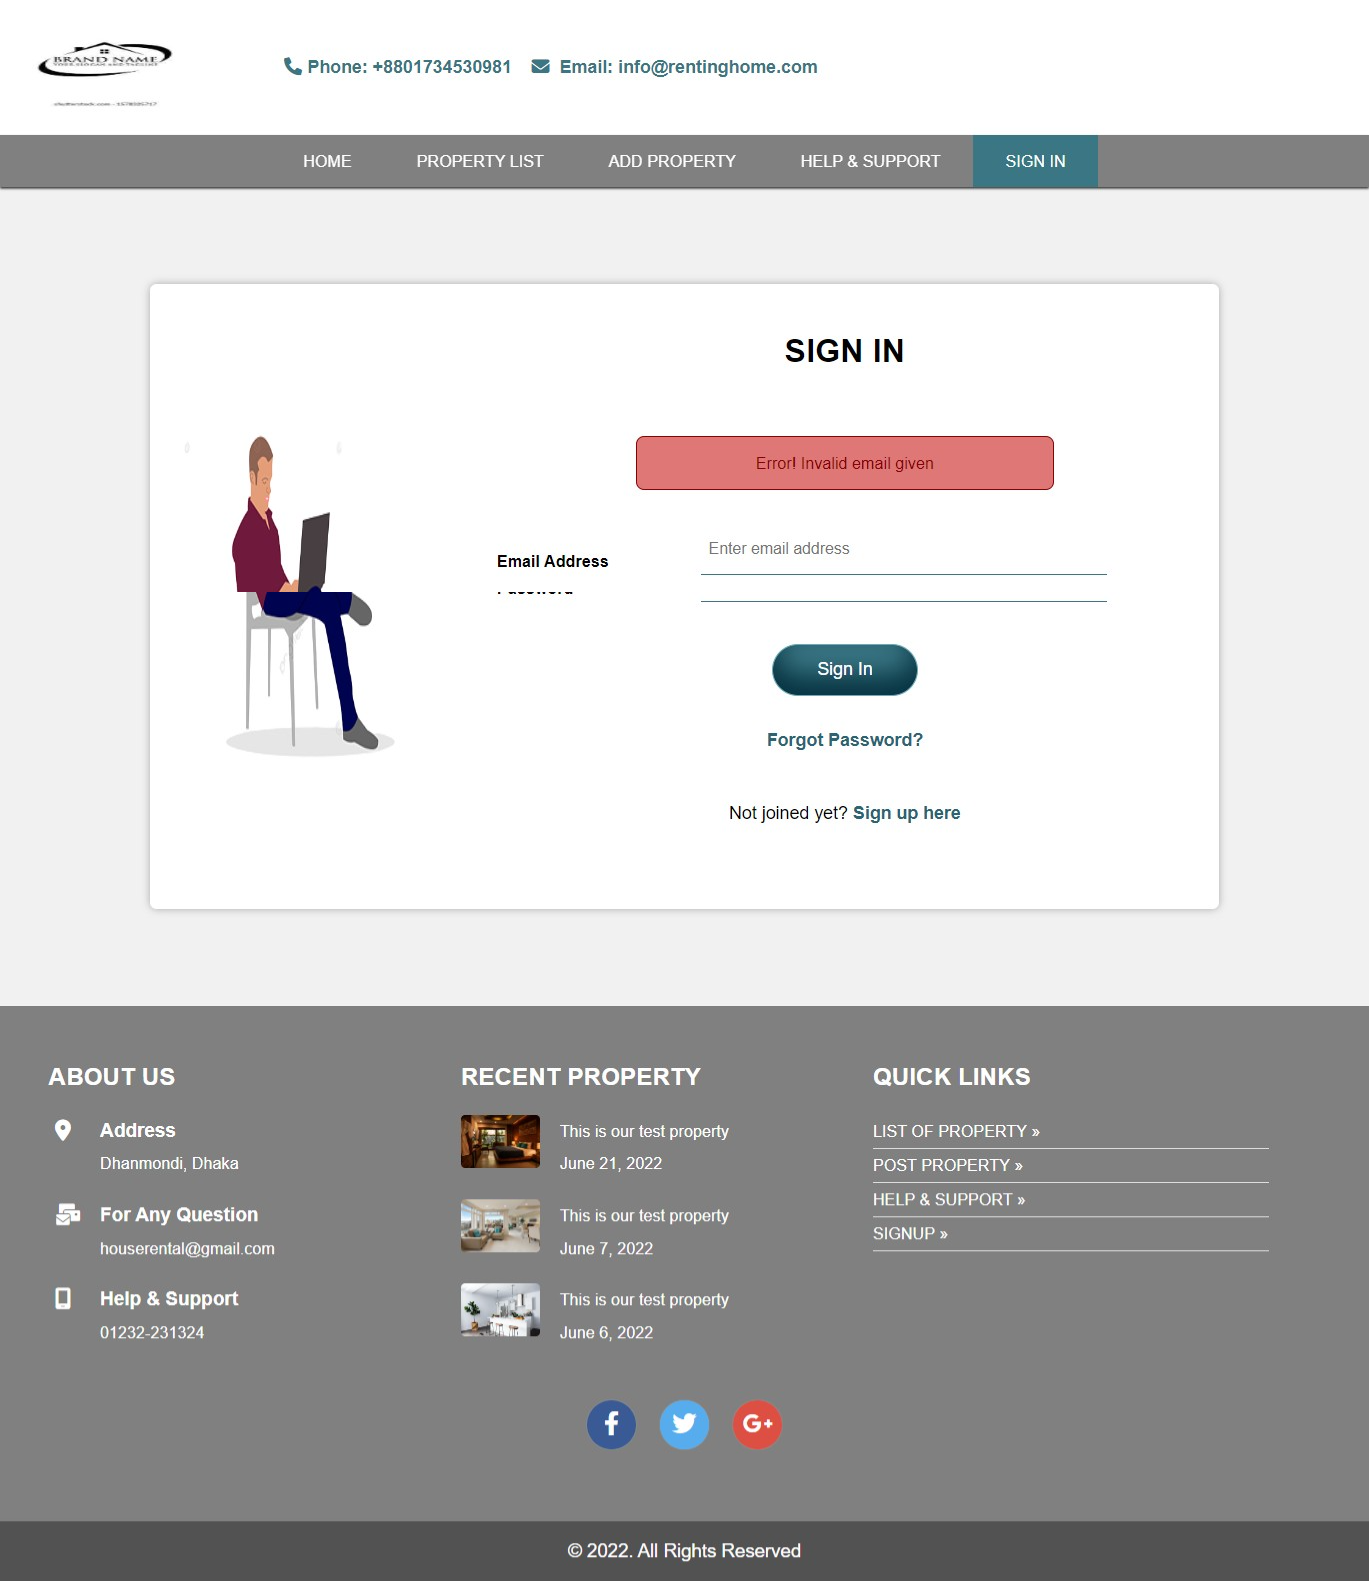 BRAND NAME
Phone: +8801734530981 Email: info@rentinghome.com
HOME PROPERTY LIST ADD PROPERTY HELP & SUPPORT SIGN IN
SIGN IN
Error! Invalid email given
Email Address Enter email address
Password
Sign In
Forgot Password?
Not joined yet? Sign up here
ABOUT US
Address
Dhanmondi, Dhaka
For Any Question
houserental@gmail.com
Help & Support
01232-231324
RECENT PROPERTY
This is our test property
June 21, 2022
This is our test property
June 7, 2022
This is our test property
June 6, 2022
QUICK LINKS
LIST OF PROPERTY »
POST PROPERTY »
HELP & SUPPORT »
SIGNUP »
© 2022. All Rights Reserved